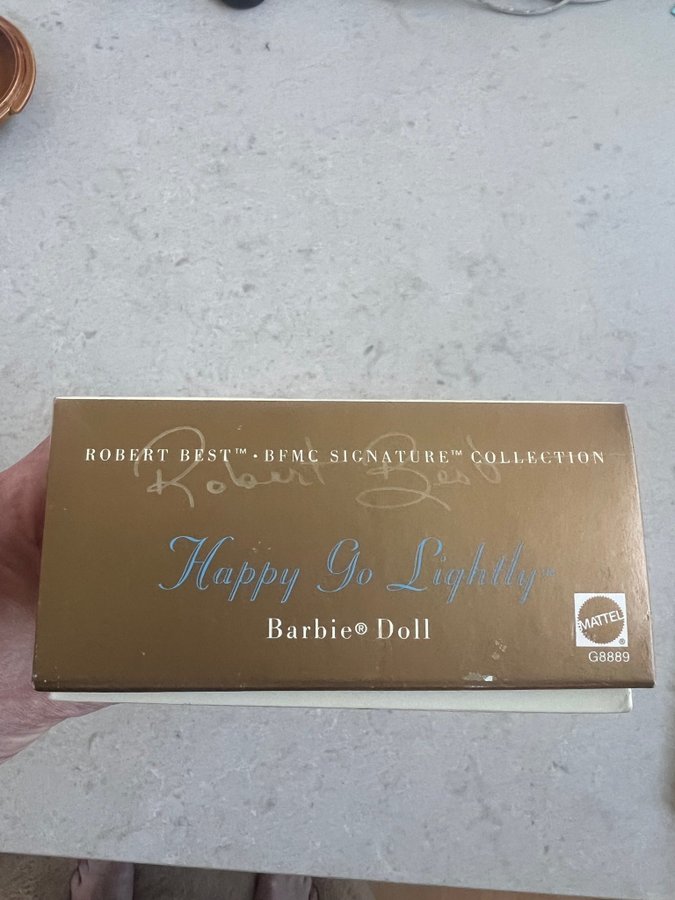 ROBERT BEST™ • BFMC SIGNATURE™ COLLECTION
Robert Best
Happy Go Lightly™
Barbie® Doll
MATTEL
G8889